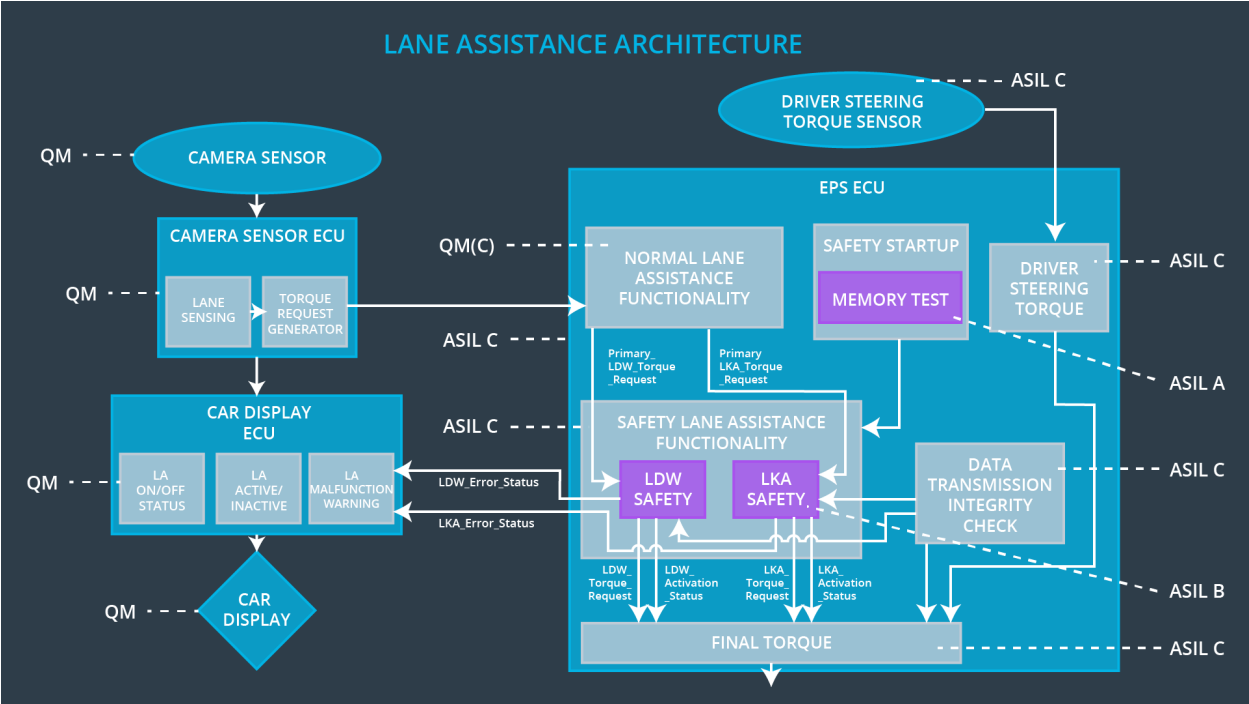 LANE ASSISTANCE ARCHITECTURE
ASIL C
DRIVER STEERING
TORQUE SENSOR
QM
CAMERA SENSOR
EPS ECU
CAMERA SENSOR ECU
QM
LANE
SENSING
TORQUE
REQUEST
GENERATOR
QM(C)
NORMAL LANE
ASSISTANCE
FUNCTIONALITY
SAFETY STARTUP
MEMORY TEST
DRIVER
STEERING
TORQUE
ASIL C
ASIL C
ASIL A
Primary_
LDW_Torque
_Request
Primary
LKA_Torque
_Request
CAR DISPLAY
ECU
QM
LA
ON/OFF
STATUS
LA
ACTIVE/
INACTIVE
LA
MALFUNCTION
WARNING
ASIL C
SAFETY LANE ASSISTANCE
FUNCTIONALITY
LDW
SAFETY
LKA
SAFETY
DATA
TRANSMISSION
INTEGRITY
CHECK
ASIL C
LDW_Error_Status
LKA_Error_Status
LDW_
Torque_
Request
LDW_
Activation
_Status
LKA_
Torque_
Request
LKA_
Activation
_Status
ASIL B
QM
CAR
DISPLAY
FINAL TORQUE
ASIL C